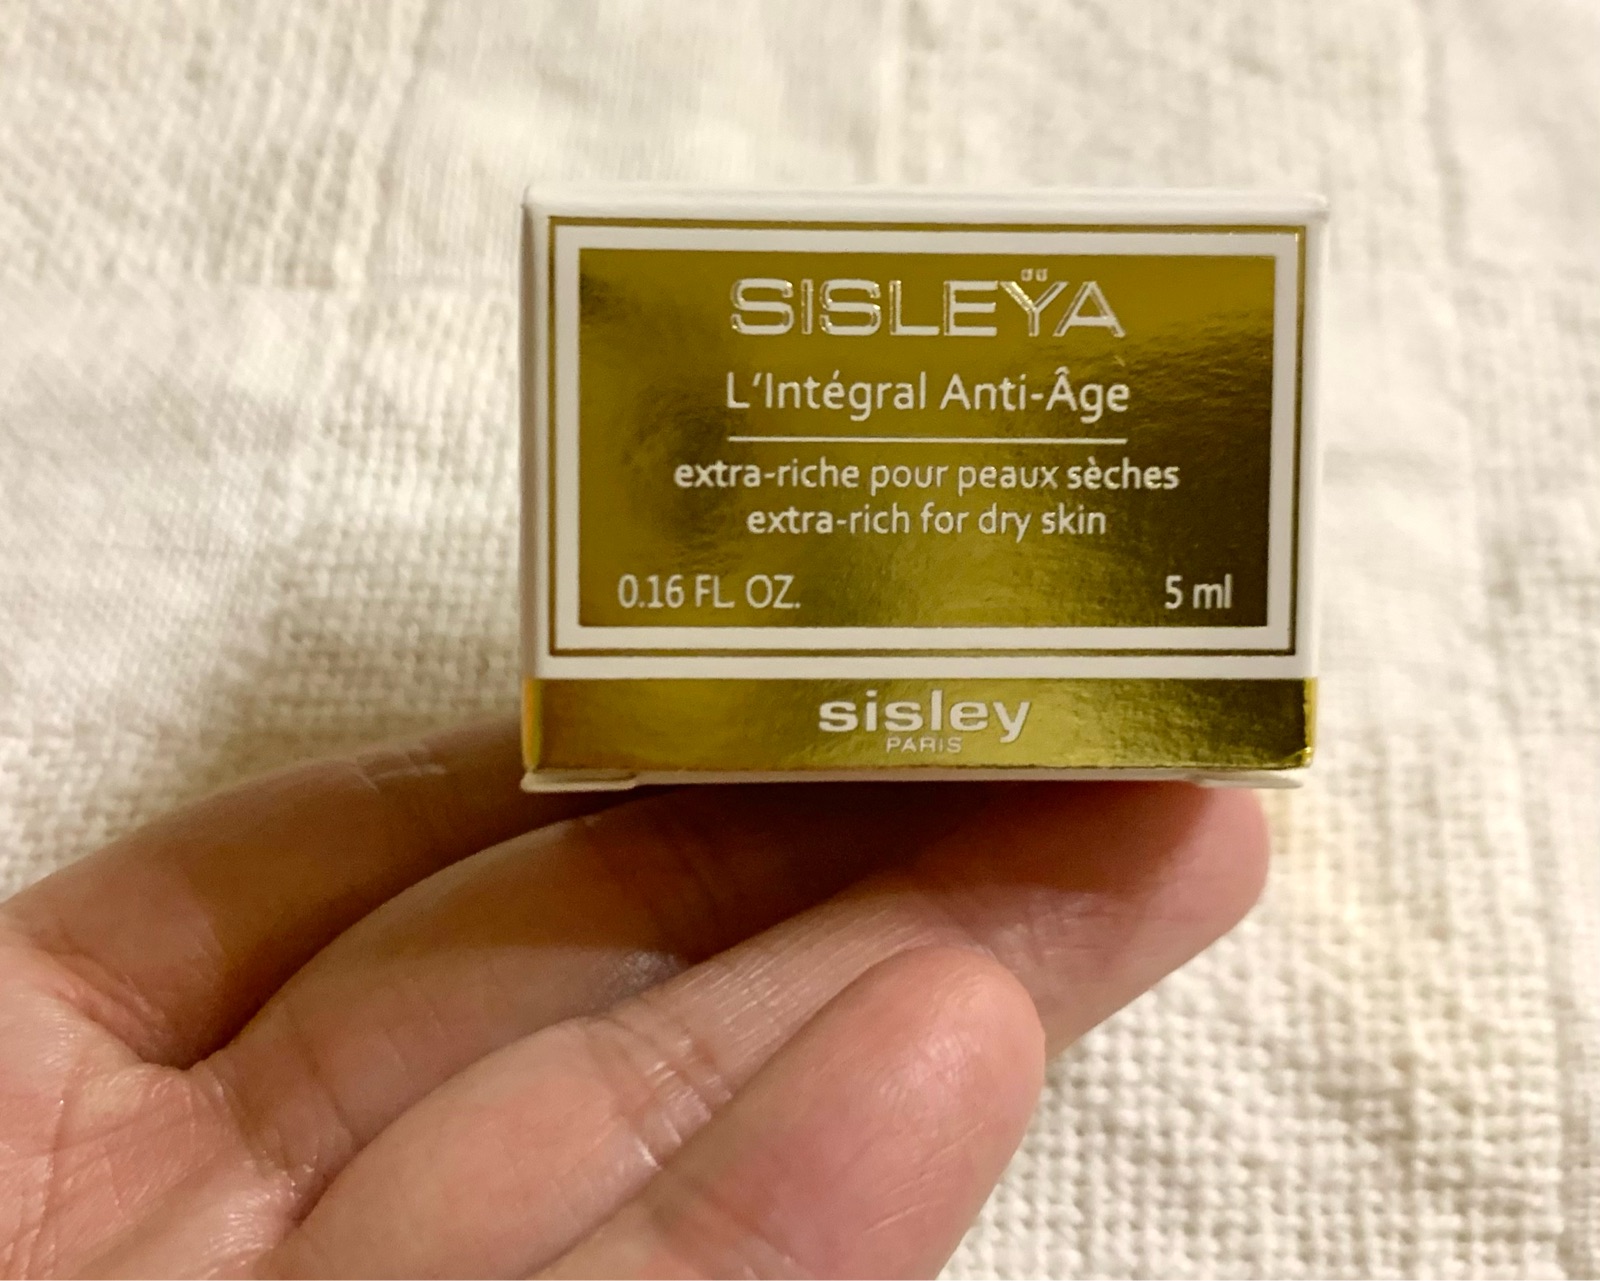 SISLEŸA
L'Intégral Anti-Âge
extra-riche pour peaux sèches
extra-rich for dry skin
0.16 FL. OZ. 5 ml
sisley
PARIS